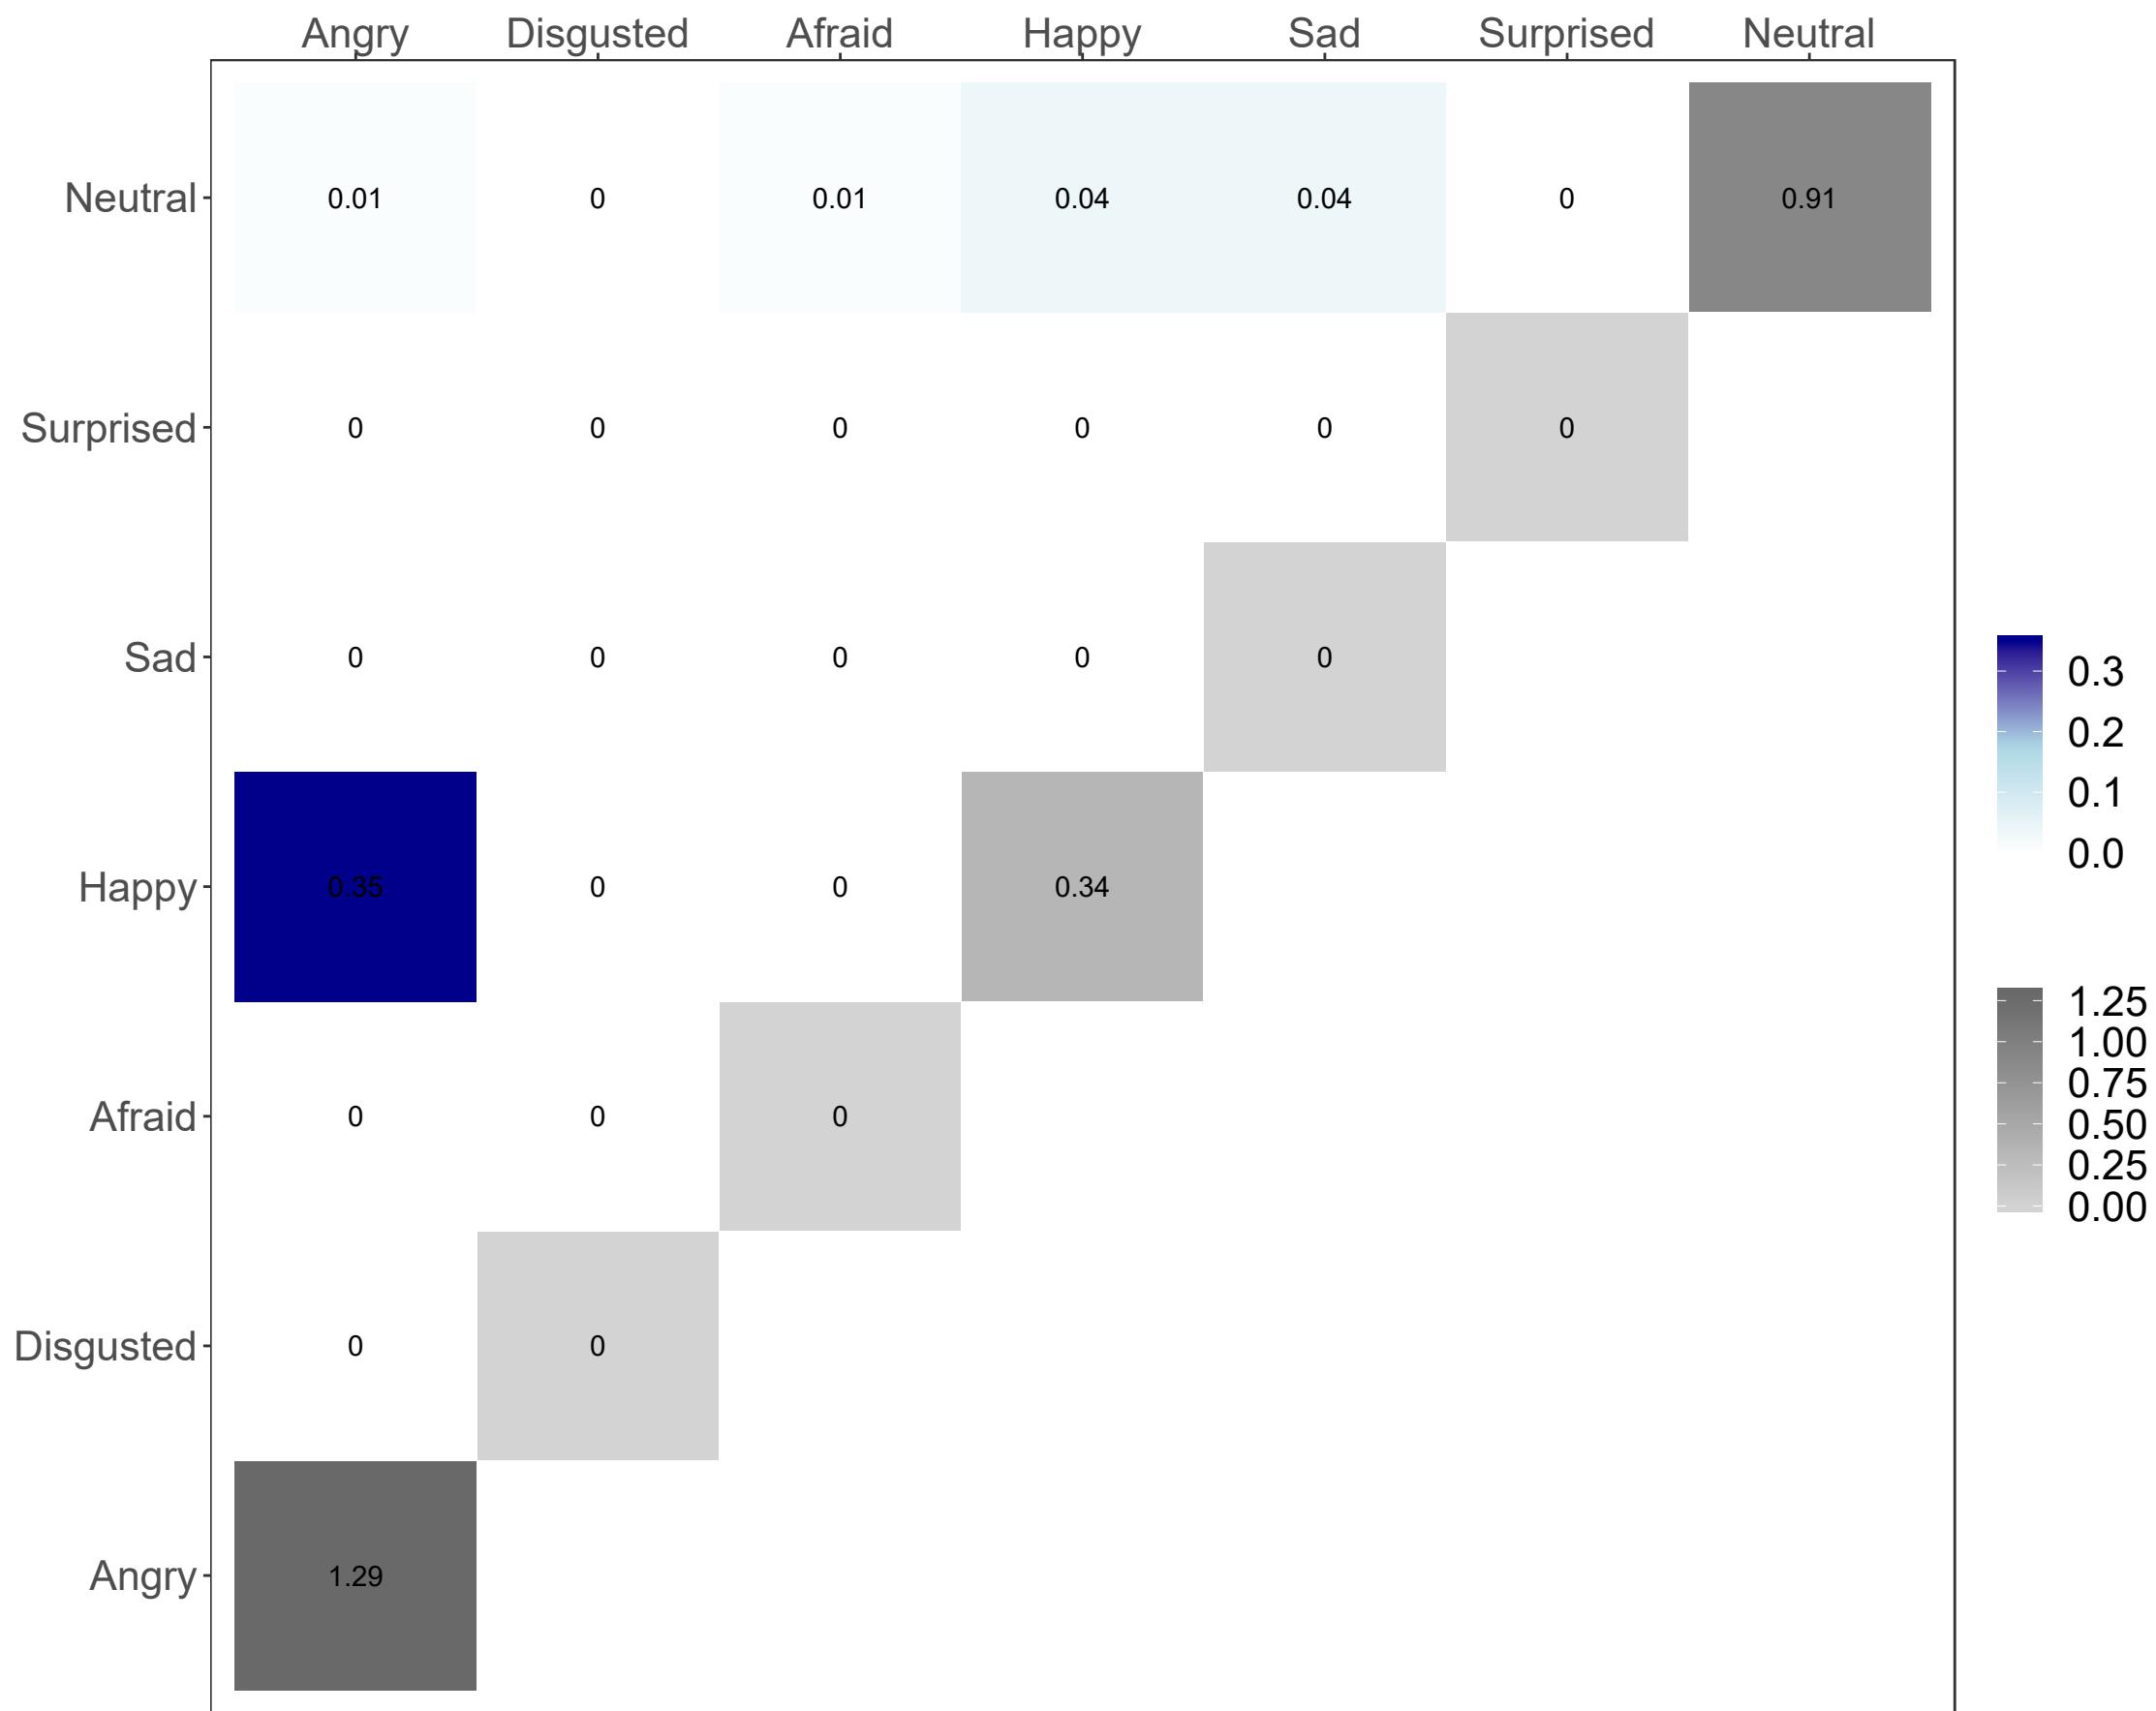 Angry Disgusted Afraid Happy Sad Surprised Neutral
Neutral 0.01 0 0.01 0.04 0.04 0 0.91
Surprised 0 0 0 0 0 0
Sad 0 0 0 0 0
Happy 0.35 0 0 0.34
Afraid 0 0 0
Disgusted 0 0
Angry 1.29
0.3
0.2
0.1
0.0
1.25
1.00
0.75
0.50
0.25
0.00